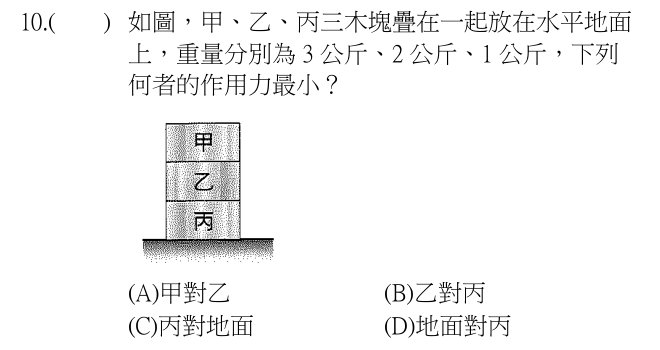 10.(　　) 如圖，甲、乙、丙三木塊疊在一起放在水平地面
上，重量分別為 3 公斤、2 公斤、1 公斤，下列
何者的作用力最小？
甲
乙
丙
(A)甲對乙　(B)乙對丙
(C)丙對地面　(D)地面對丙